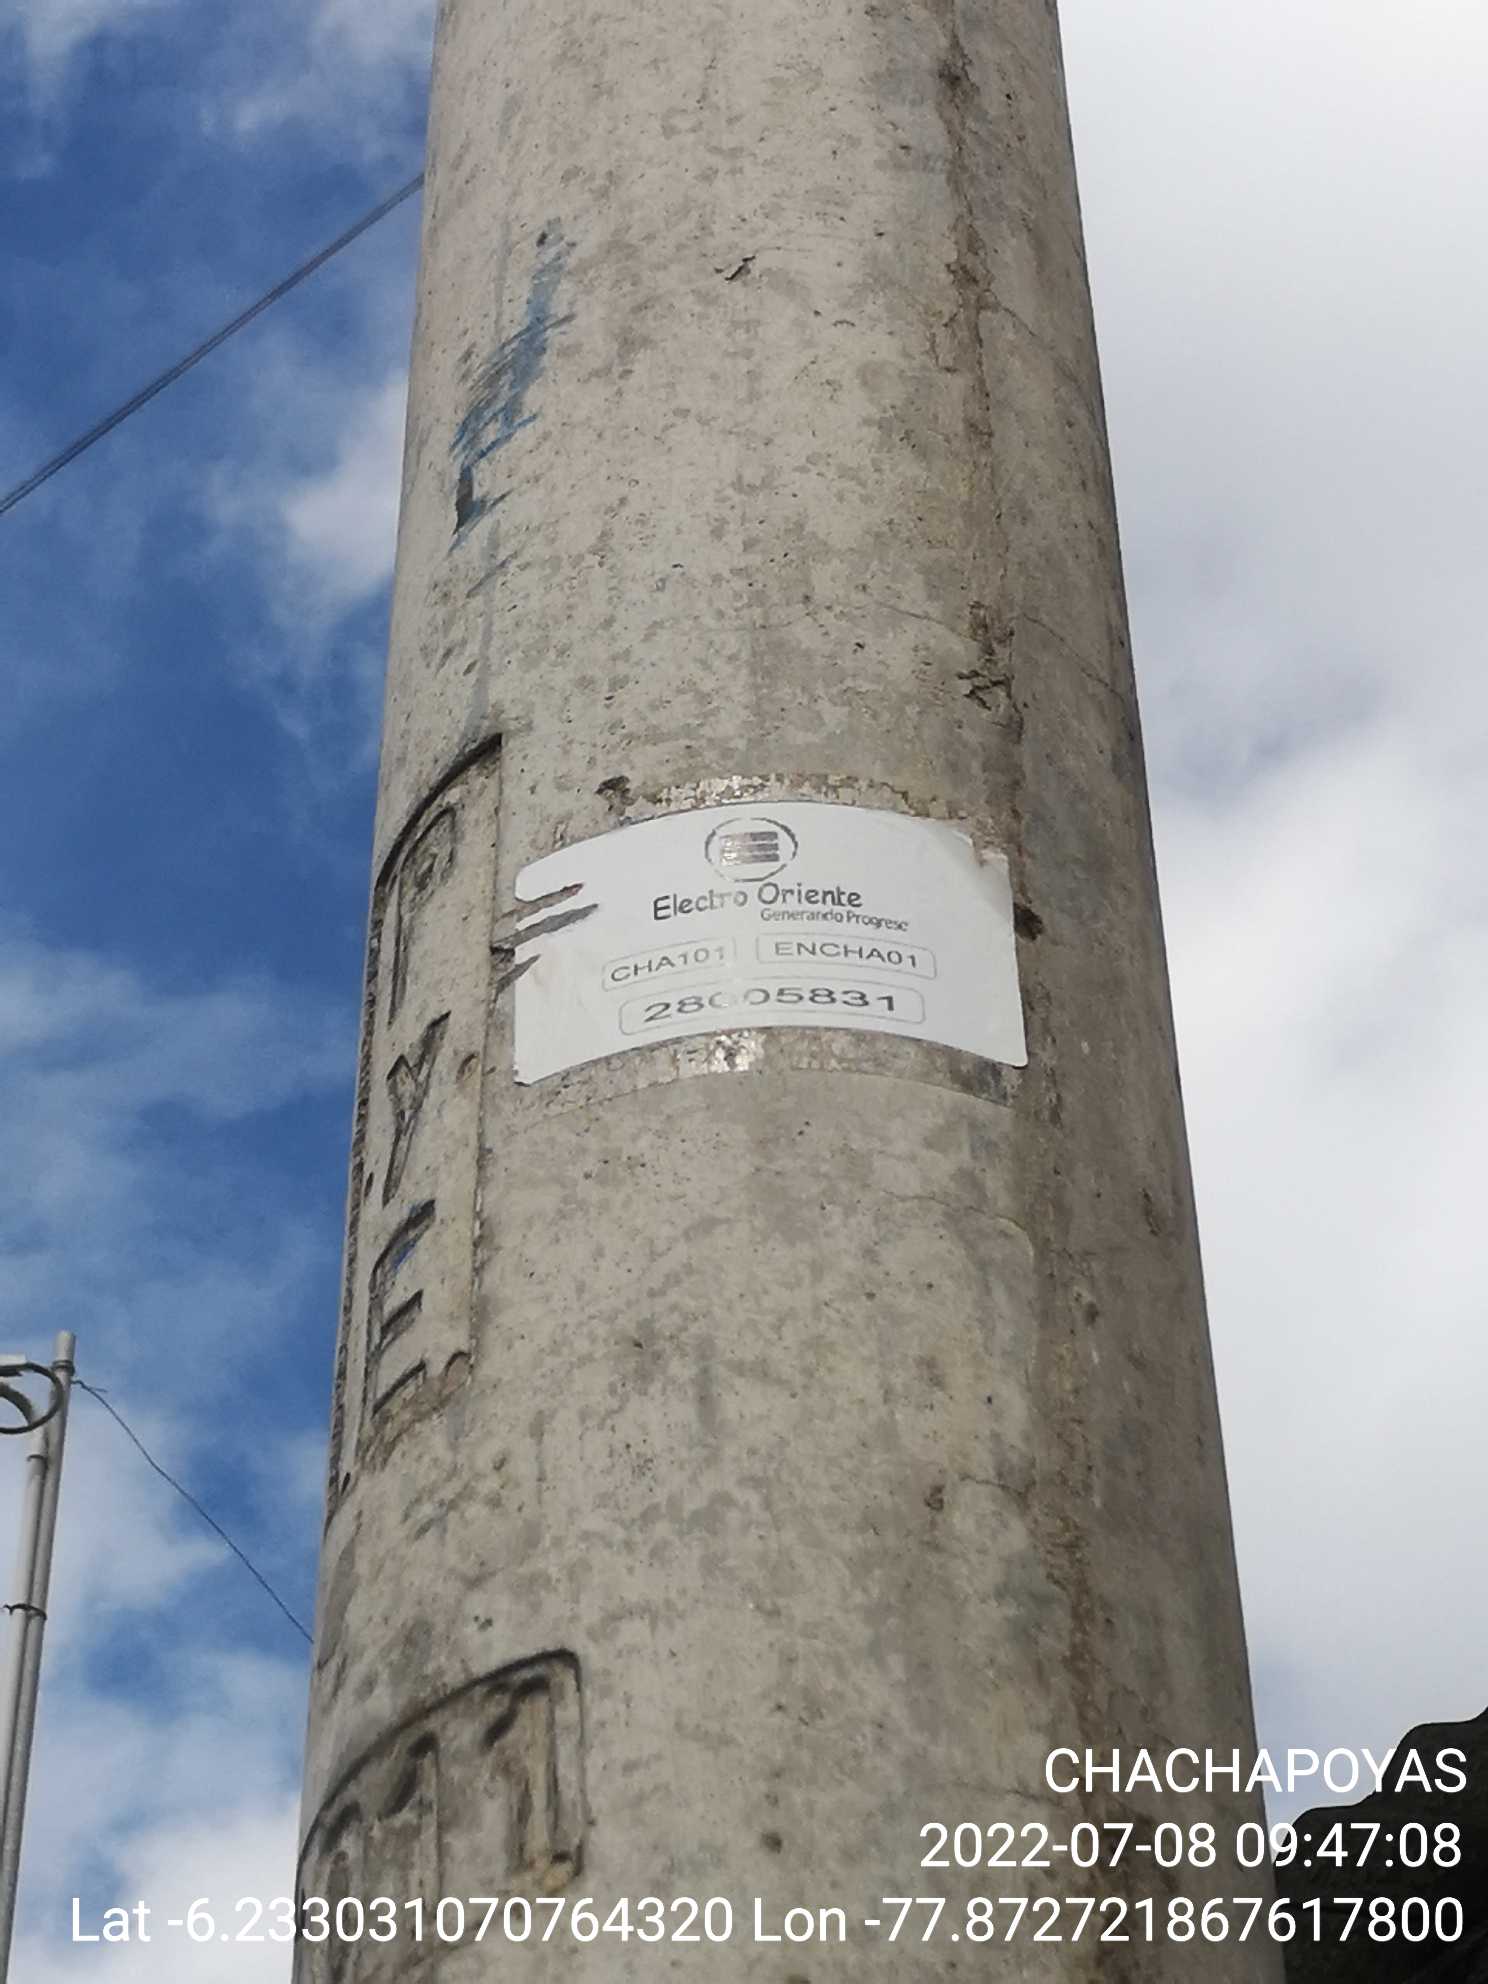 Electro Oriente
Generando Progreso
CHA101 ENCHA01
28005831
CHACHAPOYAS
2022-07-08 09:47:08
Lat -6.233031070764320 Lon -77.872721867617800